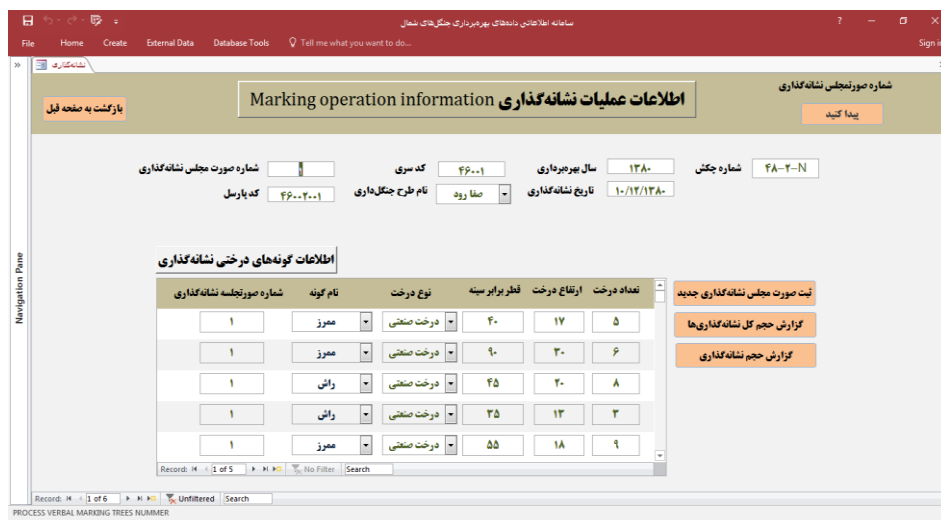 سامانه اطلاعاتی داده‌های بهره‌برداری جنگل‌های شمال
File Home Create External Data Database Tools Tell me what you want to do... Sign in
نشانه‌گذاری
شماره صورتمجلس نشانه‌گذاری
پیدا کنید
اطلاعات عملیات نشانه‌گذاری Marking operation information
بازگشت به صفحه قبل
شماره چکش ۴۸-۲-N سال بهره‌برداری ۱۳۸۰ کد سری ۴۶۰۰۱ شماره صورت مجلس نشانه‌گذاری
تاریخ نشانه‌گذاری ۱۰/۱۲/۱۳۸۰ نام طرح جنگل‌داری صفا رود کد پارسل ۴۶۰۰۲۰۰۱
اطلاعات گونه‌های درختی نشانه‌گذاری
تعداد درخت ارتفاع درخت قطر برابر سینه نوع درخت نام گونه شماره صورتجلسه نشانه‌گذاری
۵ ۱۷ ۴۰ درخت صنعتی ممرز ۱
۶ ۳۰ ۹۰ درخت صنعتی ممرز ۱
۸ ۲۰ ۴۵ درخت صنعتی راش ۱
۳ ۱۳ ۳۵ درخت صنعتی راش ۱
۹ ۱۸ ۵۵ درخت صنعتی ممرز ۱
ثبت صورت مجلس نشانه‌گذاری جدید
گزارش حجم کل نشانه‌گذاری‌ها
گزارش حجم نشانه‌گذاری
Record: 1 of 5 No Filter Search
Navigation Pane
Record: 1 of 6 Unfiltered Search
PROCESS VERBAL MARKING TREES NUMMER